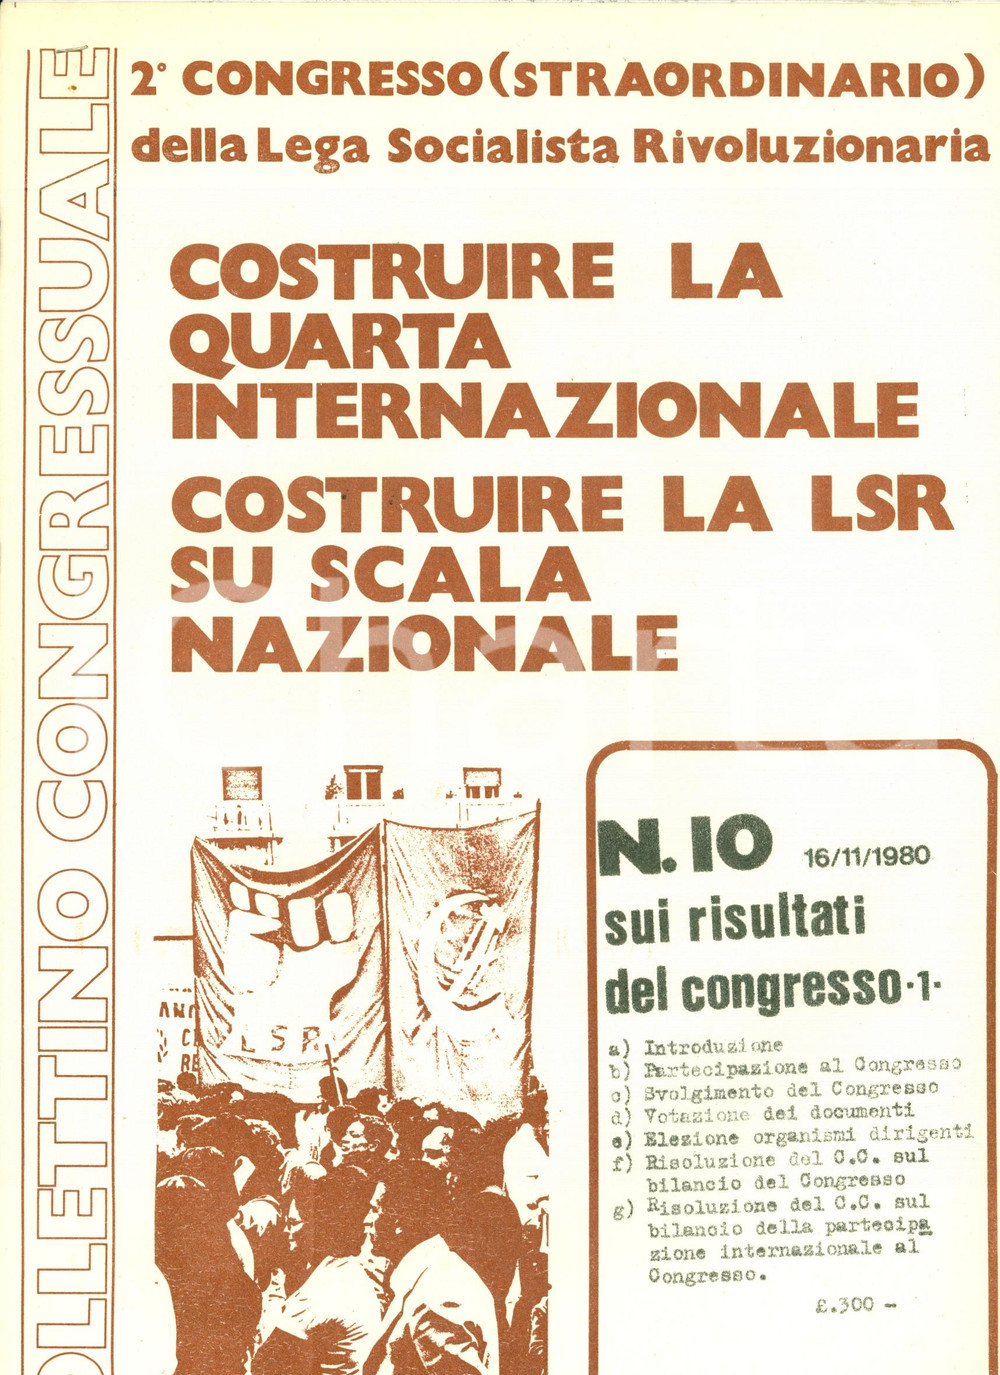 2° CONGRESSO (STRAORDINARIO)
della Lega Socialista Rivoluzionaria
COSTRUIRE LA
QUARTA
INTERNAZIONALE
COSTRUIRE LA LSR
SU SCALA
NAZIONALE
OLLETTINO CONGRESSUALE
LSR
N.10 16/11/1980
sui risultati
del congresso·1·
a) Introduzione
b) Partecipazione al Congresso
c) Svolgimento del Congresso
d) Votazione dei documenti
e) Elezione organismi dirigenti
f) Risoluzione del C.C. sul
bilancio del Congresso
g) Risoluzione del C.C. sul
bilancio della partecipa
zione internazionale al
Congresso.
£.300 -